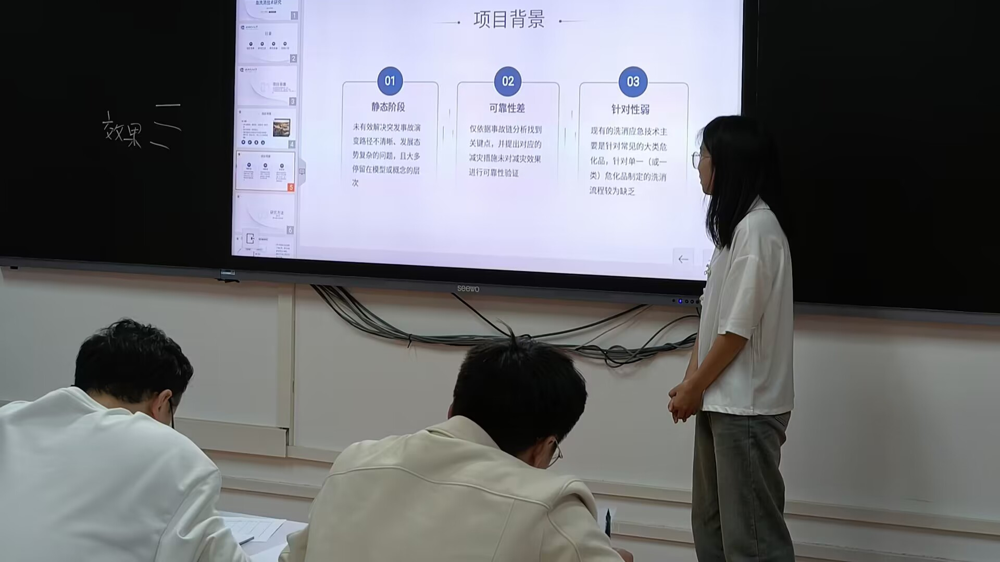 急洗消技术研究
1
目录
2
项目背景
3
4
5
研究方法
6
项目背景
01
静态阶段
未有效解决突发事故演
变路径不清晰、发展态
势复杂的问题，且大多
停留在模型或概念的层
次
02
可靠性差
仅依据事故链分析找到
关键点，并提出对应的
减灾措施未对减灾效果
进行可靠性验证
03
针对性弱
现有的洗消应急技术主
要是针对常见的大类危
化品，针对单一（或一
类）危化品制定的洗消
流程较为缺乏
效果
seewo